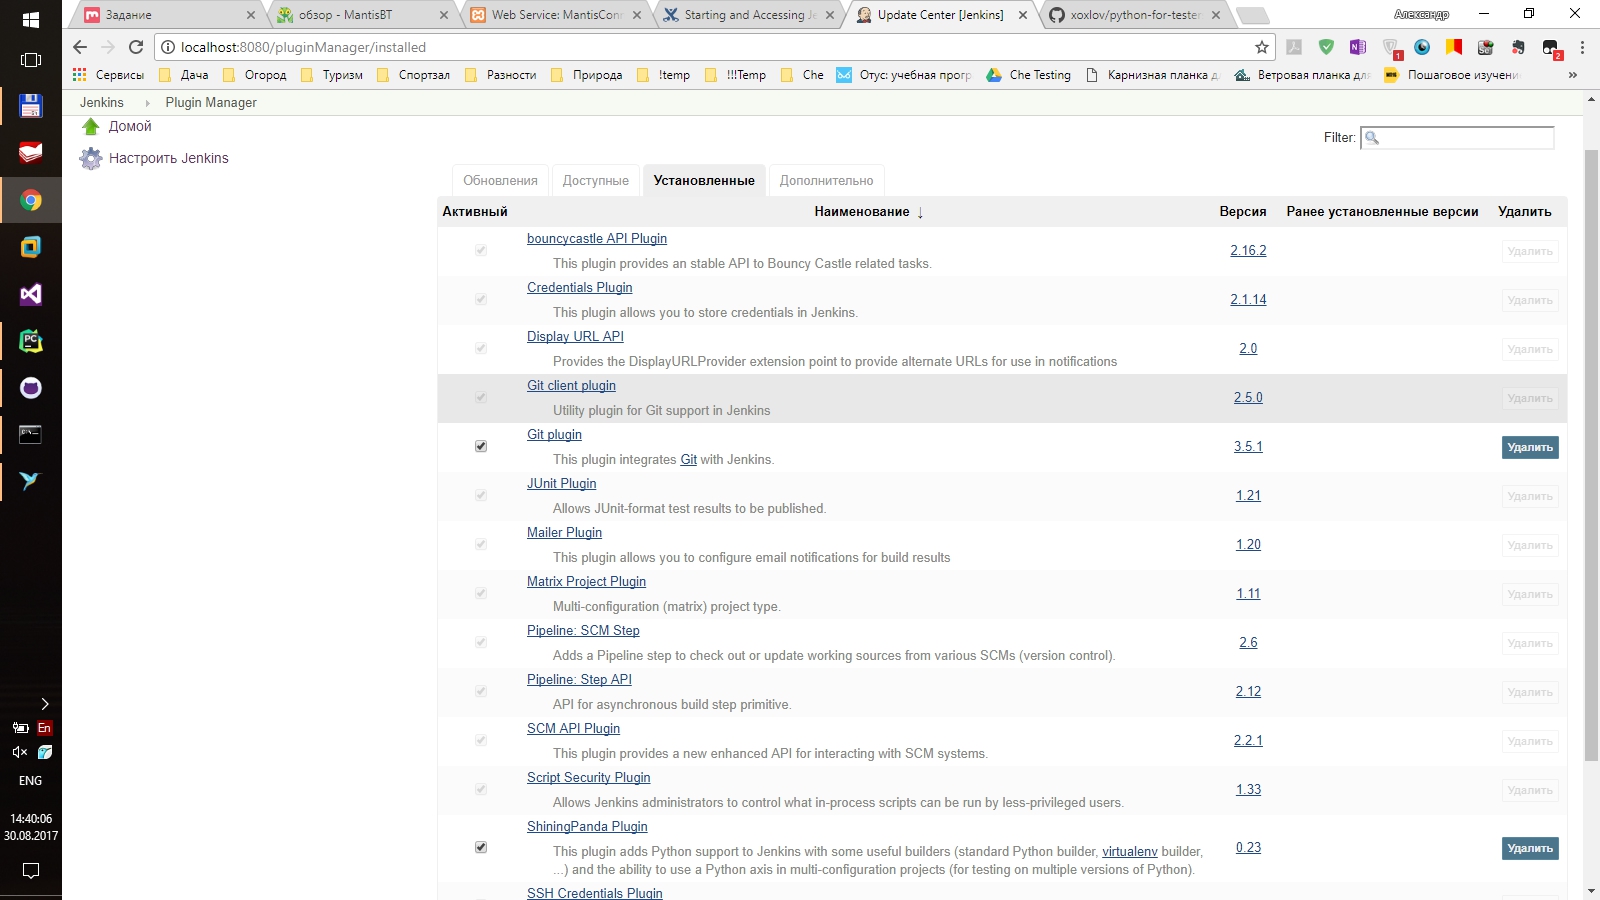 Задание
обзор - MantisBT
Web Service: MantisConn
Starting and Accessing Je
Update Center [Jenkins]
xoxlov/python-for-tester
Александр
localhost:8080/pluginManager/installed
1
2
Сервисы
Дача
Огород
Туризм
Спортзал
Разности
Природа
!temp
!!!Temp
Che
Отус: учебная прогр
Che Testing
Карнизная планка д
Ветровая планка для
Пошаговое изучени
»
Jenkins
Plugin Manager
Домой
Настроить Jenkins
Filter:
Обновления
Доступные
Установленные
Дополнительно
Активный Наименование ↓ Версия Ранее установленные версии Удалить
bouncycastle API Plugin
This plugin provides an stable API to Bouncy Castle related tasks.
2.16.2
Удалить
Credentials Plugin
This plugin allows you to store credentials in Jenkins.
2.1.14
Удалить
Display URL API
Provides the DisplayURLProvider extension point to provide alternate URLs for use in notifications
2.0
Удалить
Git client plugin
Utility plugin for Git support in Jenkins
2.5.0
Удалить
Git plugin
This plugin integrates Git with Jenkins.
3.5.1
Удалить
JUnit Plugin
Allows JUnit-format test results to be published.
1.21
Удалить
Mailer Plugin
This plugin allows you to configure email notifications for build results
1.20
Удалить
Matrix Project Plugin
Multi-configuration (matrix) project type.
1.11
Удалить
Pipeline: SCM Step
Adds a Pipeline step to check out or update working sources from various SCMs (version control).
2.6
Удалить
Pipeline: Step API
API for asynchronous build step primitive.
2.12
Удалить
SCM API Plugin
This plugin provides a new enhanced API for interacting with SCM systems.
2.2.1
Удалить
Script Security Plugin
Allows Jenkins administrators to control what in-process scripts can be run by less-privileged users.
1.33
Удалить
ShiningPanda Plugin
This plugin adds Python support to Jenkins with some useful builders (standard Python builder, virtualenv builder,
...) and the ability to use a Python axis in multi-configuration projects (for testing on multiple versions of Python).
0.23
Удалить
SSH Credentials Plugin
En
ENG
14:40:06
30.08.2017